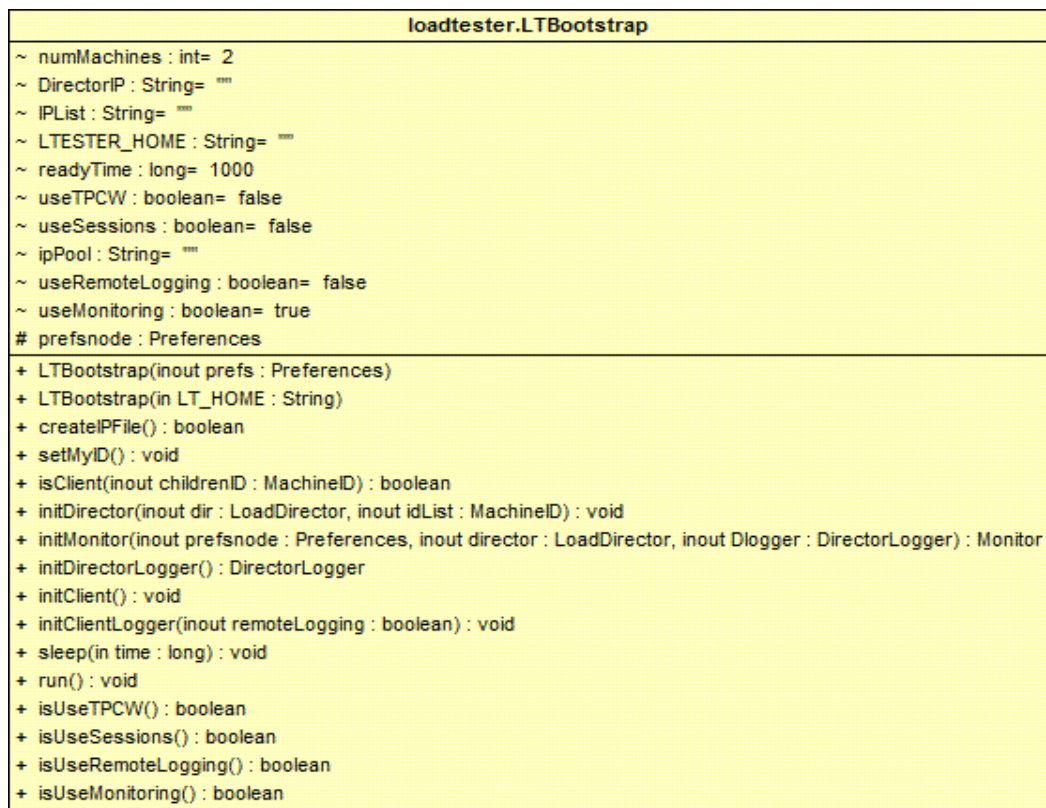 loadtester.LTBootstrap
~ numMachines : int= 2
~ DirectorIP : String= ""
~ IPList : String= ""
~ LTESTER_HOME : String= ""
~ readyTime : long= 1000
~ useTPCW : boolean= false
~ useSessions : boolean= false
~ ipPool : String= ""
~ useRemoteLogging : boolean= false
~ useMonitoring : boolean= true
# prefsnode : Preferences
+ LTBootstrap(inout prefs : Preferences)
+ LTBootstrap(in LT_HOME : String)
+ createIPFile() : boolean
+ setMyID() : void
+ isClient(inout childrenID : MachineID) : boolean
+ initDirector(inout dir : LoadDirector, inout idList : MachineID) : void
+ initMonitor(inout prefsnode : Preferences, inout director : LoadDirector, inout Dlogger : DirectorLogger) : Monitor
+ initDirectorLogger() : DirectorLogger
+ initClient() : void
+ initClientLogger(inout remoteLogging : boolean) : void
+ sleep(in time : long) : void
+ run() : void
+ isUseTPCW() : boolean
+ isUseSessions() : boolean
+ isUseRemoteLogging() : boolean
+ isUseMonitoring() : boolean